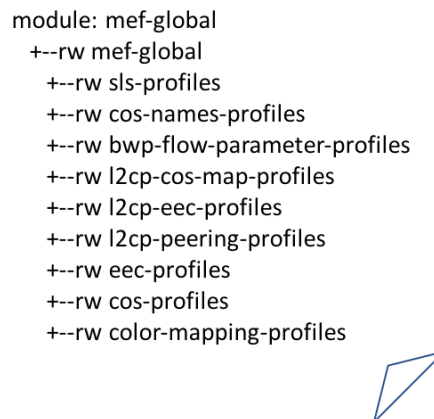 module: mef-global
+--rw mef-global
+--rw sls-profiles
+--rw cos-names-profiles
+--rw bwp-flow-parameter-profiles
+--rw l2cp-cos-map-profiles
+--rw l2cp-eec-profiles
+--rw l2cp-peering-profiles
+--rw eec-profiles
+--rw cos-profiles
+--rw color-mapping-profiles